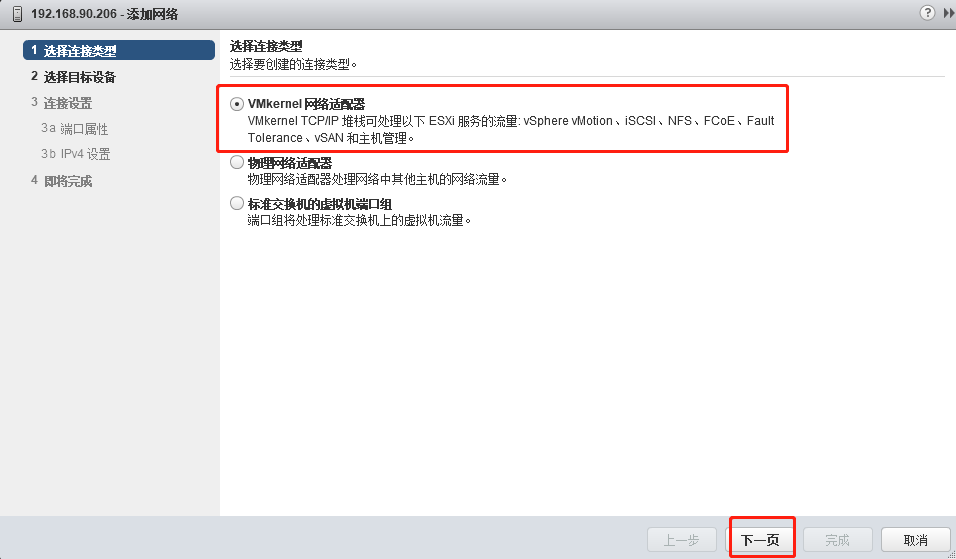 192.168.90.206 - 添加网络
?
1 选择连接类型
2 选择目标设备
3 连接设置
3a 端口属性
3b IPv4 设置
4 即将完成
选择连接类型
选择要创建的连接类型。
VMkernel 网络适配器
VMkernel TCP/IP 堆栈可处理以下 ESXi 服务的流量: vSphere vMotion、iSCSI、NFS、FCoE、Fault
Tolerance、vSAN 和主机管理。
物理网络适配器
物理网络适配器处理网络中其他主机的网络流量。
标准交换机的虚拟机端口组
端口组将处理标准交换机上的虚拟机流量。
上一步
下一页
完成
取消